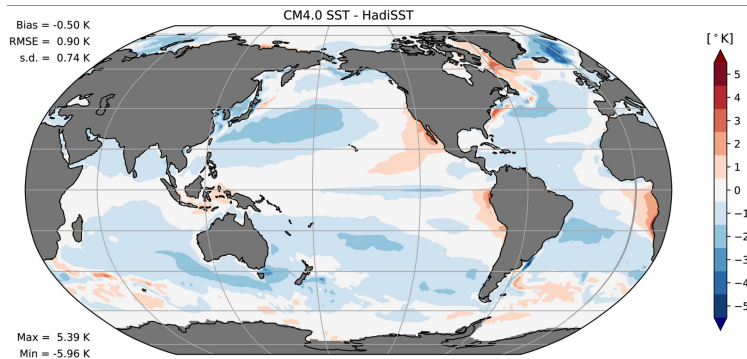 CM4.0 SST - HadiSST
Bias = -0.50 K
RMSE = 0.90 K
s.d. = 0.74 K
[°K]
5
4
3
2
1
0
−1
−2
−3
−4
−5
Max = 5.39 K
Min = -5.96 K